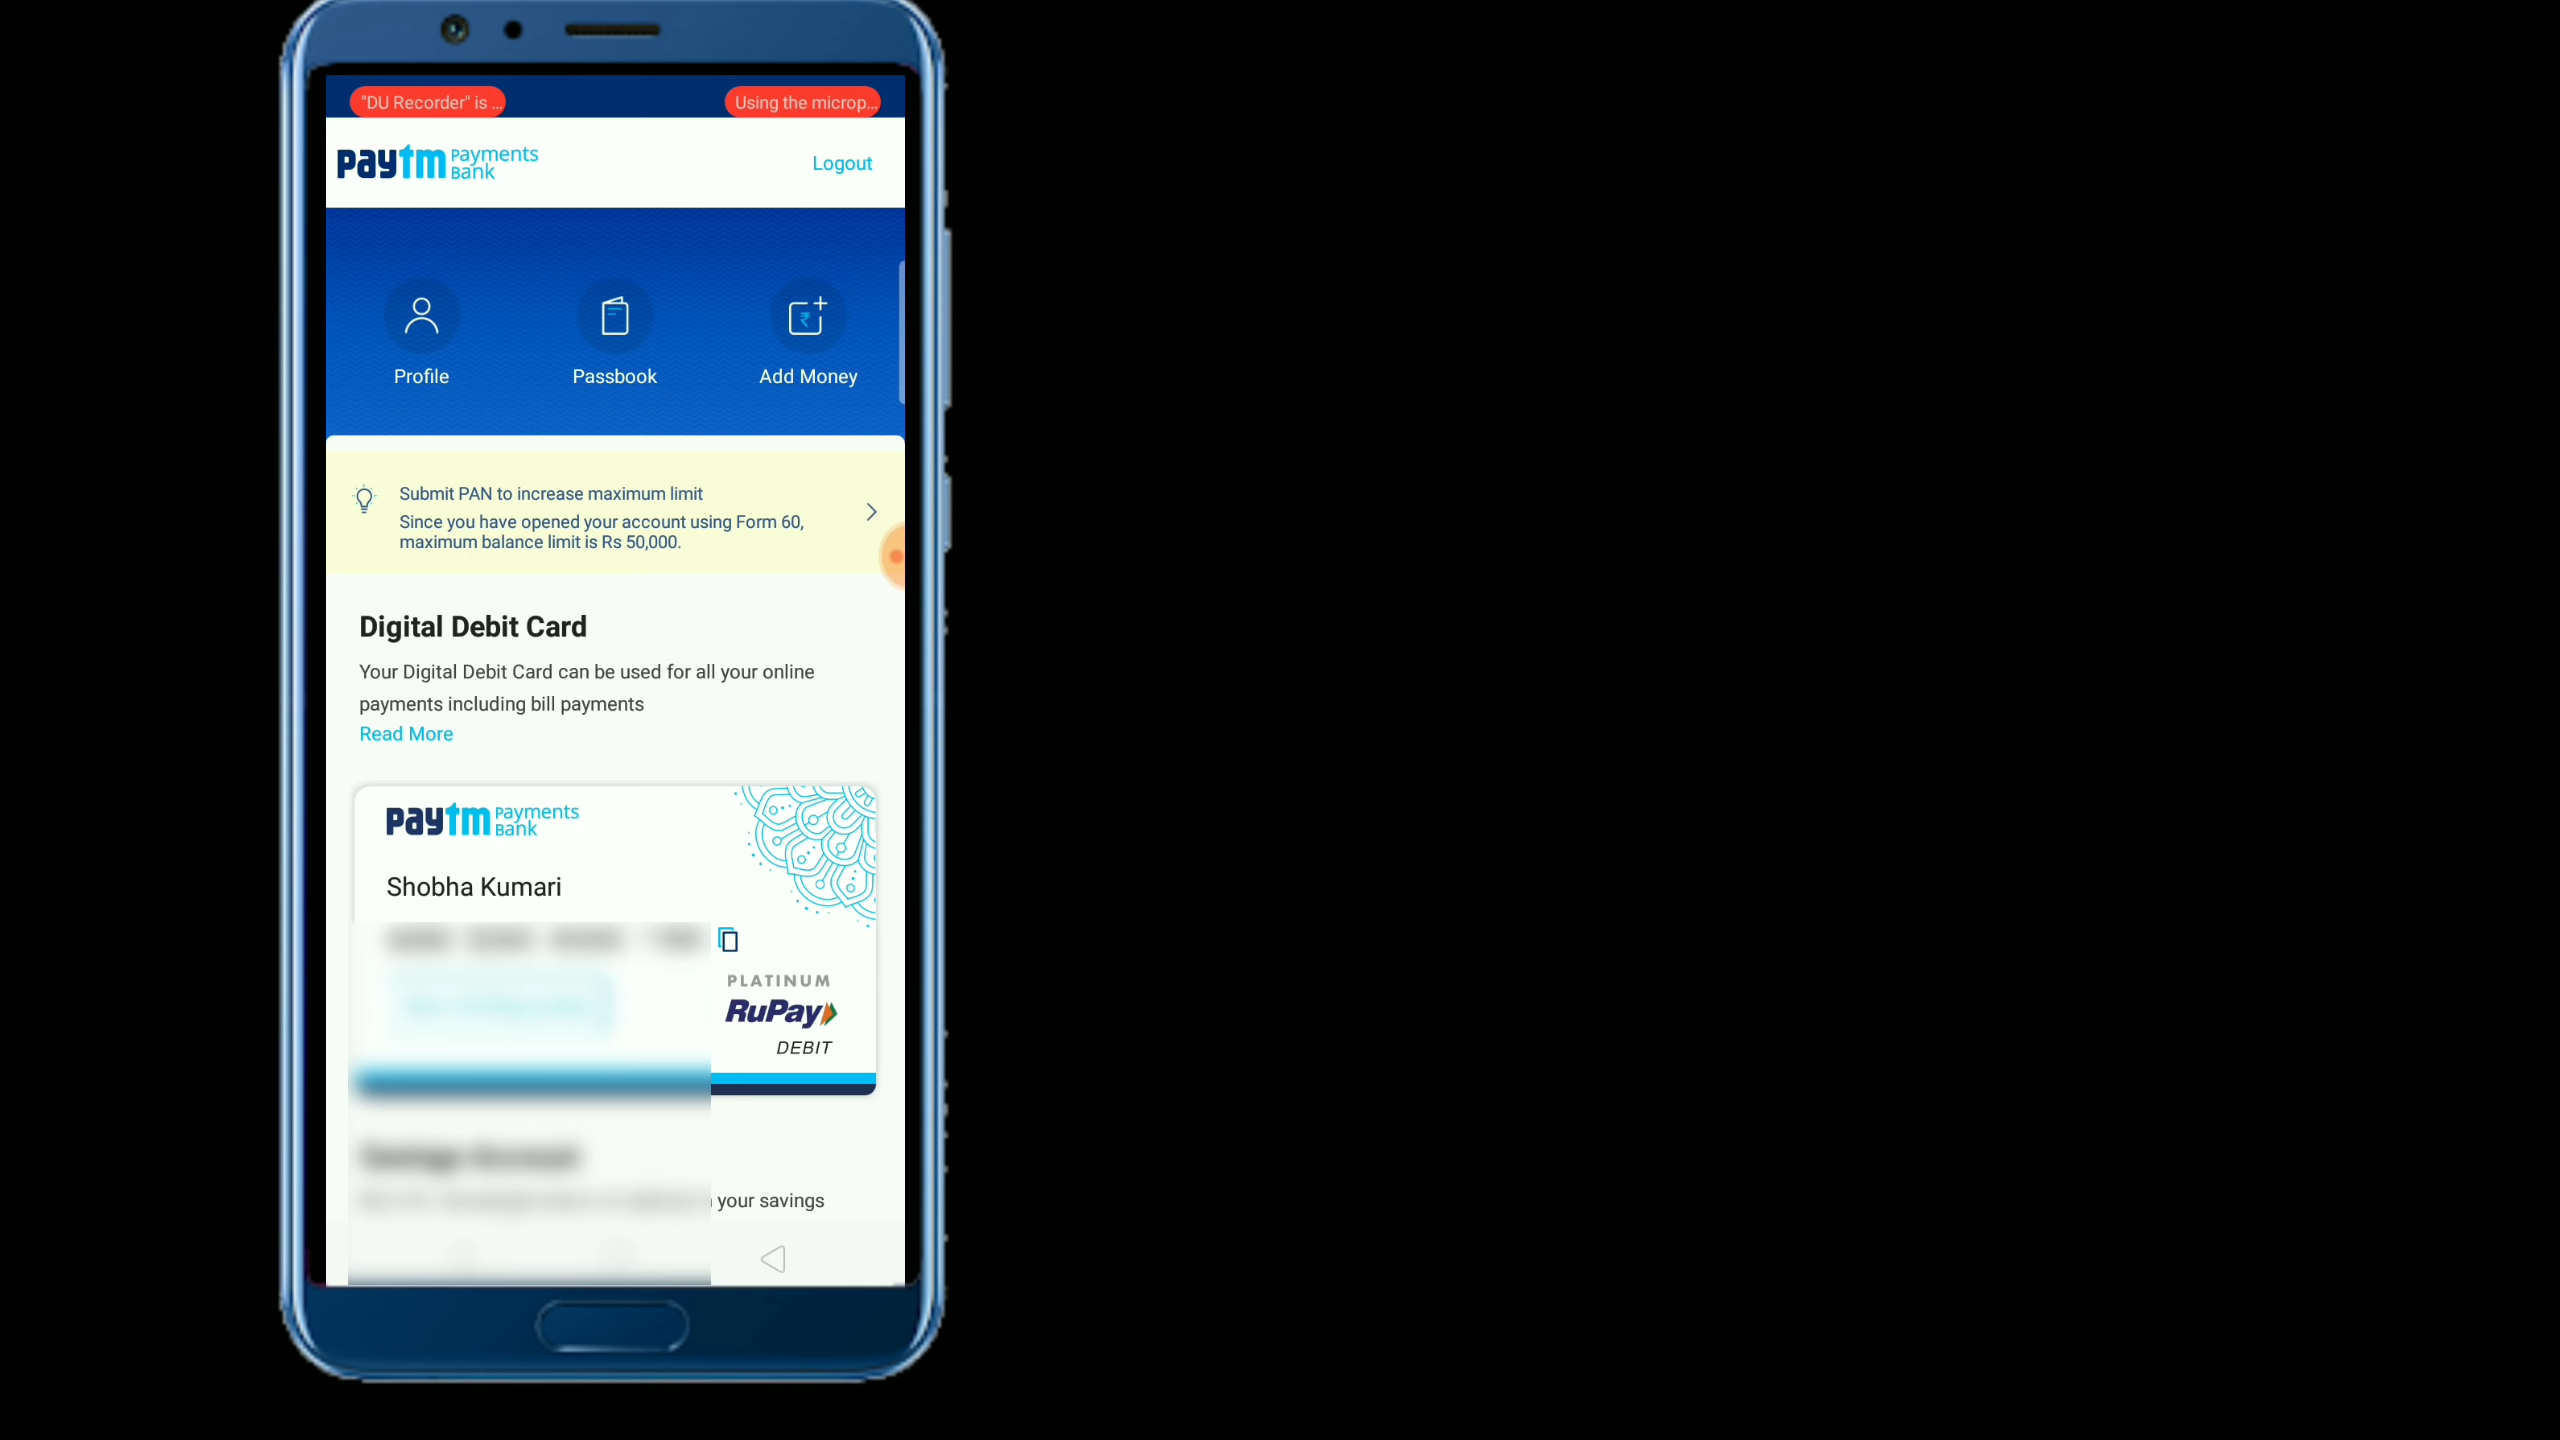 "DU Recorder" is ...
Using the microp...
paytm Payments Bank
Logout
Profile
Passbook
Add Money
Submit PAN to increase maximum limit
Since you have opened your account using Form 60,
maximum balance limit is Rs 50,000.
Digital Debit Card
Your Digital Debit Card can be used for all your online
payments including bill payments
Read More
paytm Payments Bank
Shobha Kumari
PLATINUM
RuPay
DEBIT
Savings Account
your savings